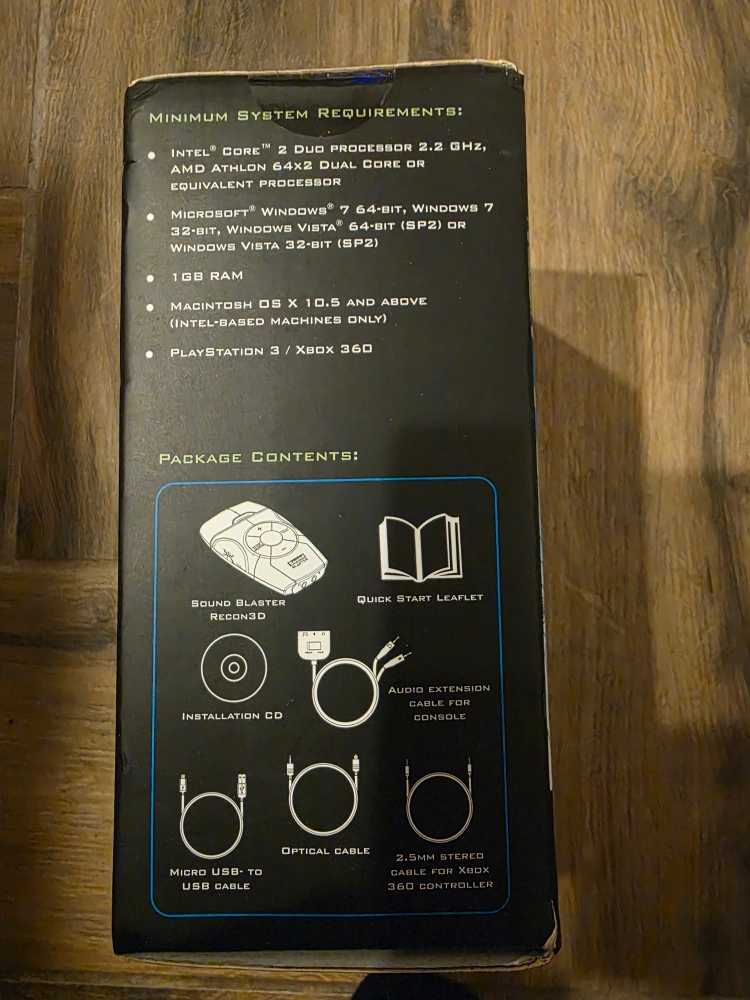 MINIMUM SYSTEM REQUIREMENTS:
• INTEL® CORE™ 2 DUO PROCESSOR 2.2 GHz,
AMD ATHLON 64x2 DUAL CORE OR
EQUIVALENT PROCESSOR
• MICROSOFT® WINDOWS® 7 64-BIT, WINDOWS 7
32-BIT, WINDOWS VISTA® 64-BIT (SP2) OR
WINDOWS VISTA 32-BIT (SP2)
• 1GB RAM
• MACINTOSH OS X 10.5 AND ABOVE
(INTEL-BASED MACHINES ONLY)
• PLAYSTATION 3 / XBOX 360
PACKAGE CONTENTS:
SOUND BLASTER
RECON3D
QUICK START LEAFLET
INSTALLATION CD
AUDIO EXTENSION
CABLE FOR
CONSOLE
MICRO USB- TO
USB CABLE
OPTICAL CABLE
2.5MM STEREO
CABLE FOR XBOX
360 CONTROLLER